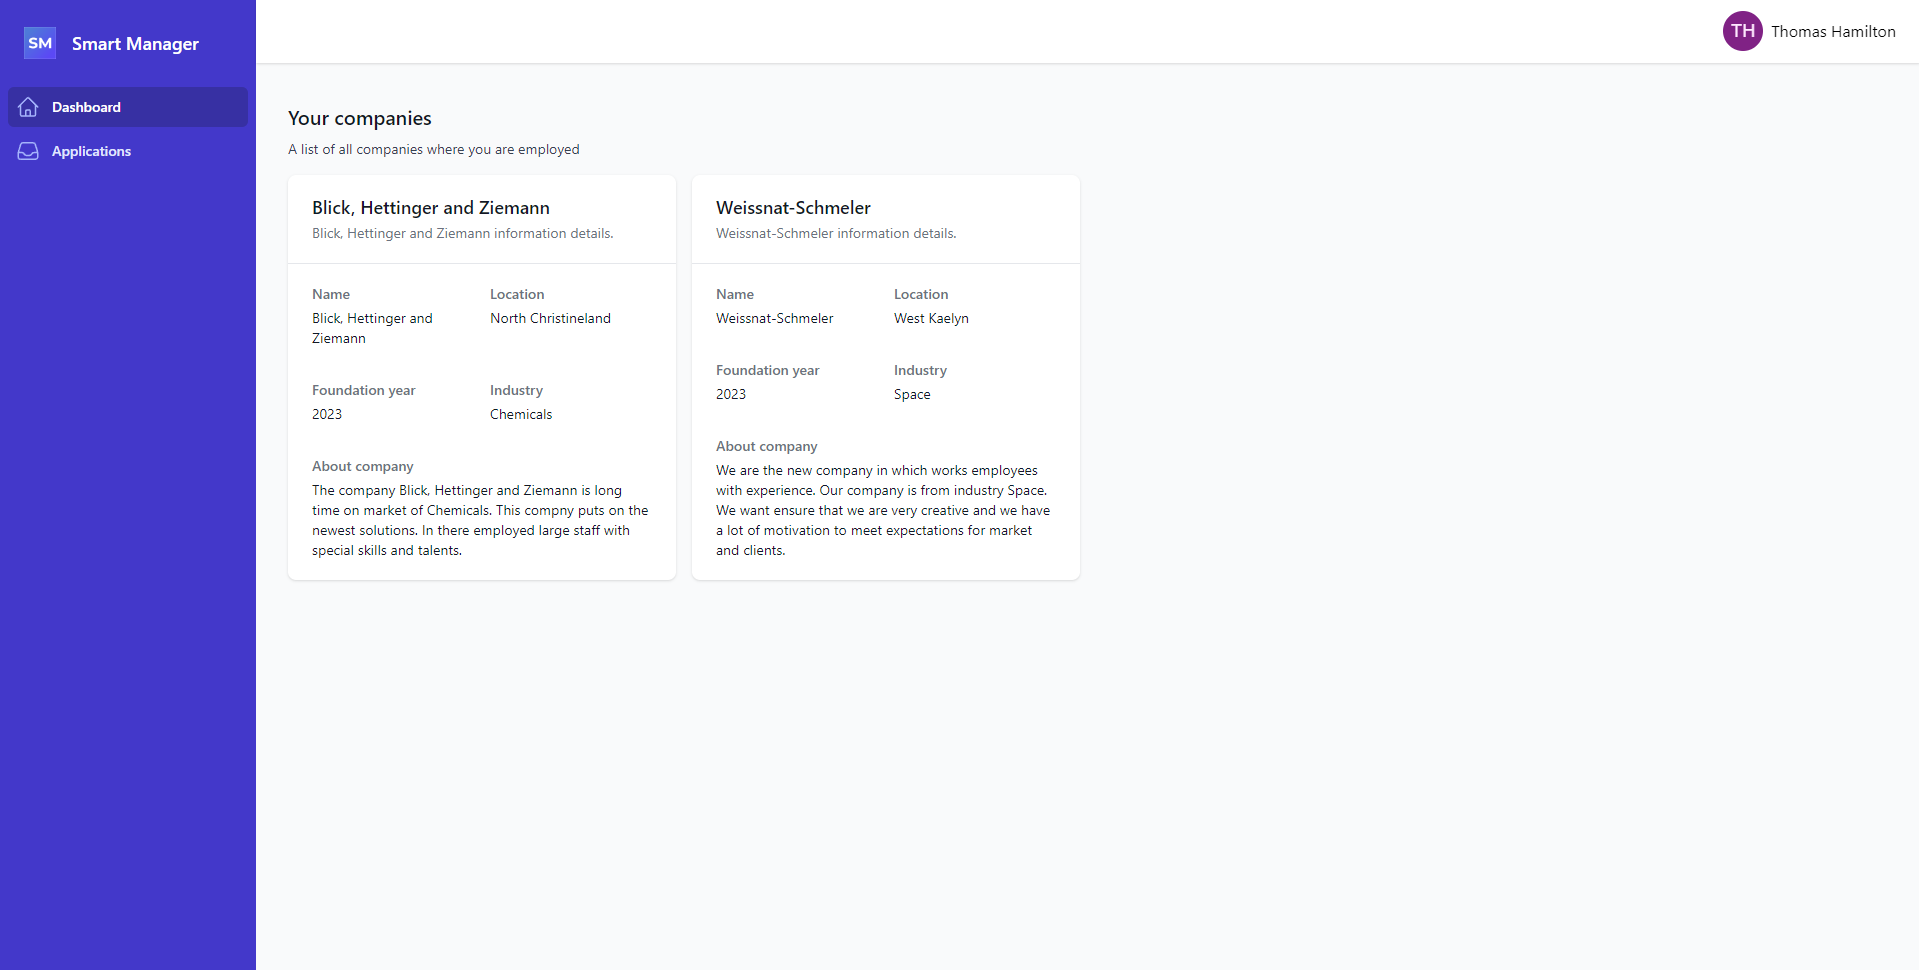 SM
Smart Manager
TH
Thomas Hamilton
Dashboard
Applications
Your companies
A list of all companies where you are employed
Blick, Hettinger and Ziemann
Blick, Hettinger and Ziemann information details.
Name
Location
Blick, Hettinger and
Ziemann
North Christineland
Foundation year
Industry
2023
Chemicals
About company
The company Blick, Hettinger and Ziemann is long
time on market of Chemicals. This compny puts on the
newest solutions. In there employed large staff with
special skills and talents.
Weissnat-Schmeler
Weissnat-Schmeler information details.
Name
Location
Weissnat-Schmeler
West Kaelyn
Foundation year
Industry
2023
Space
About company
We are the new company in which works employees
with experience. Our company is from industry Space.
We want ensure that we are very creative and we have
a lot of motivation to meet expectations for market
and clients.